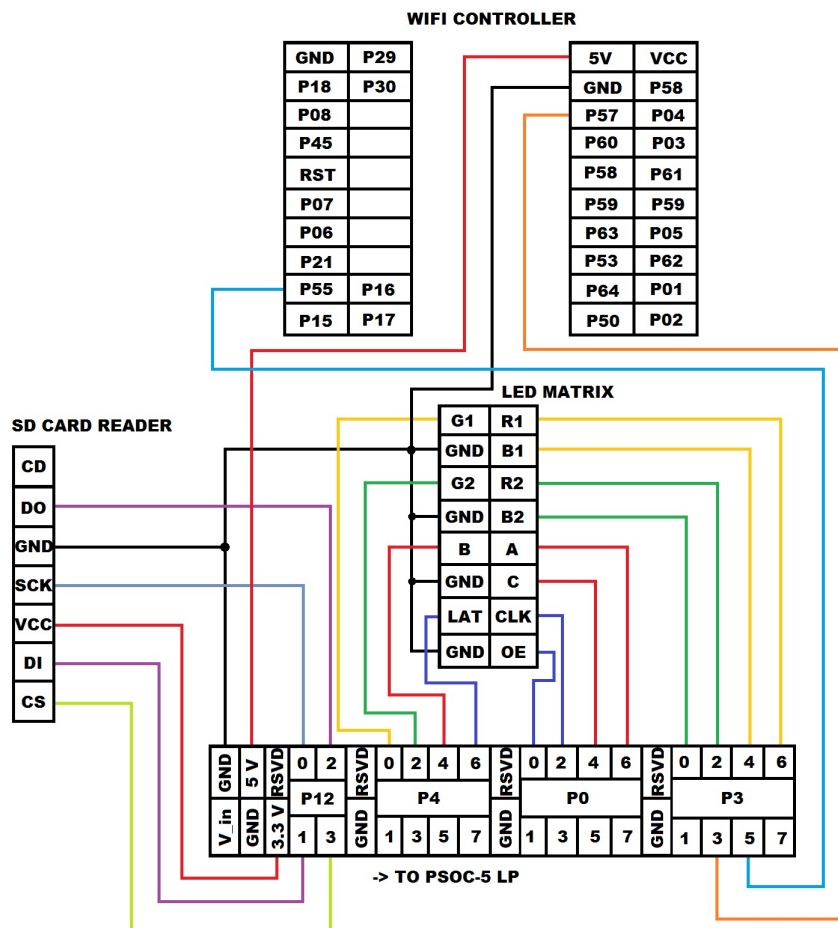 WIFI CONTROLLER
GND P29
P18 P30
P08
P45
RST
P07
P06
P21
P55 P16
P15 P17
5V VCC
GND P58
P57 P04
P60 P03
P58 P61
P59 P59
P63 P05
P53 P62
P64 P01
P50 P02
LED MATRIX
G1 R1
GND B1
G2 R2
GND B2
B A
GND C
LAT CLK
GND OE
SD CARD READER
CD
DO
GND
SCK
VCC
DI
CS
GND 5 V RSVD 0 2 RSVD 0 2 4 6 RSVD 0 2 4 6 RSVD 0 2 4 6
P12 P4 P0 P3
V_in GND 3.3 V 1 3 GND 1 3 5 7 GND 1 3 5 7 GND 1 3 5 7
-> TO PSOC-5 LP